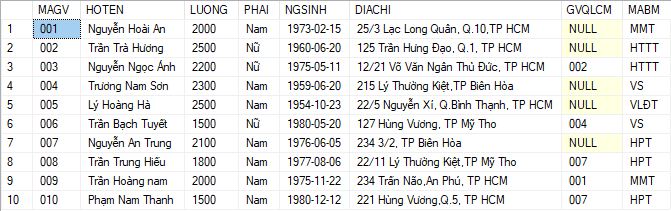 MAGV HOTEN LUONG PHAI NGSINH DIACHI GVQLCM MABM
1 001 Nguyễn Hoài An 2000 Nam 1973-02-15 25/3 Lạc Long Quân, Q.10,TP HCM NULL MMT
2 002 Trần Trà Hương 2500 Nữ 1960-06-20 125 Trần Hưng Đạo, Q.1, TP HCM NULL HTTT
3 003 Nguyễn Ngọc Ánh 2200 Nữ 1975-05-11 12/21 Võ Văn Ngân Thủ Đức, TP HCM 002 HTTT
4 004 Trương Nam Sơn 2300 Nam 1959-06-20 215 Lý Thường Kiệt,TP Biên Hòa NULL VS
5 005 Lý Hoàng Hà 2500 Nam 1954-10-23 22/5 Nguyễn Xí, Q.Bình Thạnh, TP HCM NULL VLĐT
6 006 Trần Bạch Tuyết 1500 Nữ 1980-05-20 127 Hùng Vương, TP Mỹ Tho 004 VS
7 007 Nguyễn An Trung 2100 Nam 1976-06-05 234 3/2, TP Biên Hòa NULL HPT
8 008 Trần Trung Hiếu 1800 Nam 1977-08-06 22/11 Lý Thường Kiệt,TP Mỹ Tho 007 HPT
9 009 Trần Hoàng nam 2000 Nam 1975-11-22 234 Trấn Não,An Phú, TP HCM 001 MMT
10 010 Phạm Nam Thanh 1500 Nam 1980-12-12 221 Hùng Vương,Q.5, TP HCM 007 HPT